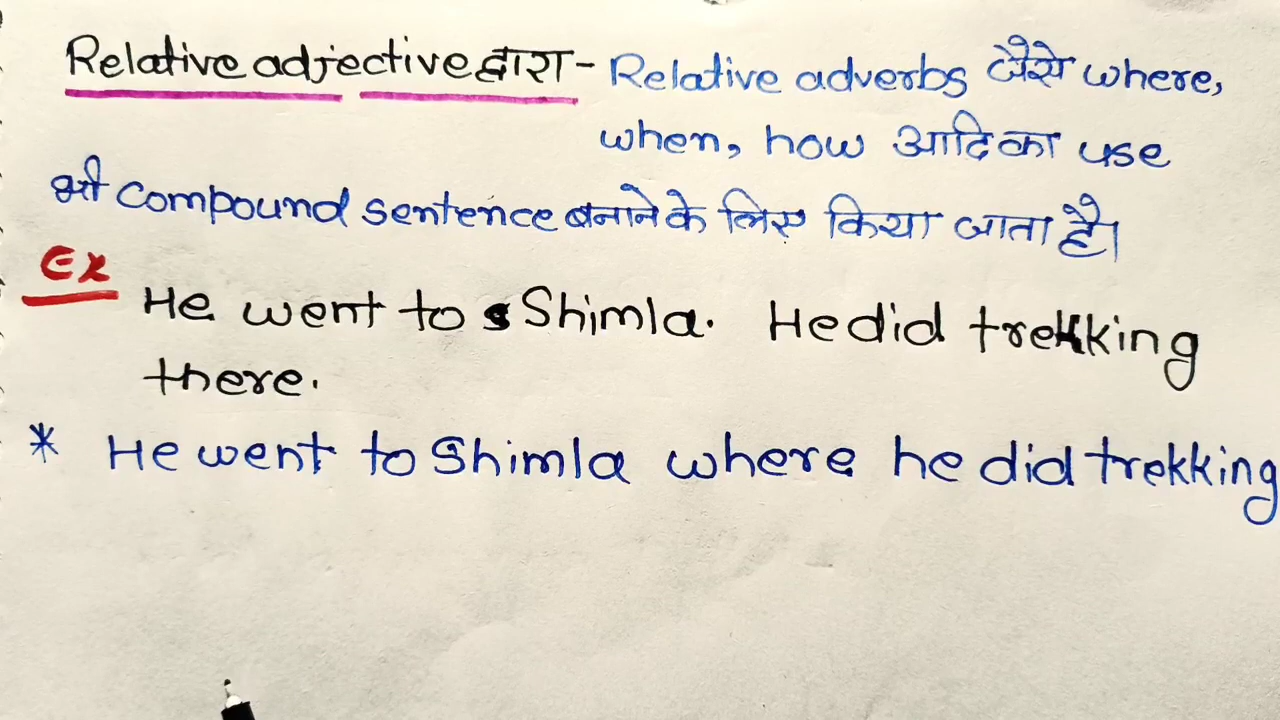 Relative adjective द्वारा - Relative adverbs जैसे where,
when, how आदि का use
भी compound sentence बनाने के लिए किया जाता है।
Ex
He went to Shimla. He did trekking
there.
* He went to Shimla where he did trekking